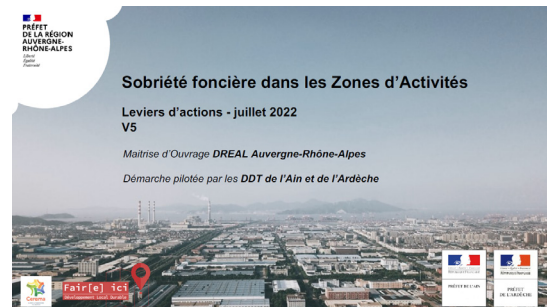 PRÉFET
DE LA RÉGION
AUVERGNE-
RHÔNE-ALPES
Liberté
Égalité
Fraternité
Sobriété foncière dans les Zones d'Activités
Leviers d'actions - juillet 2022
V5
Maitrise d'Ouvrage DREAL Auvergne-Rhône-Alpes
Démarche pilotée par les DDT de l'Ain et de l'Ardèche
Cerema
Fair[e] ici
Développement Local Durable
PRÉFET DE L'AIN
PRÉFET
DE L'ARDÈCHE